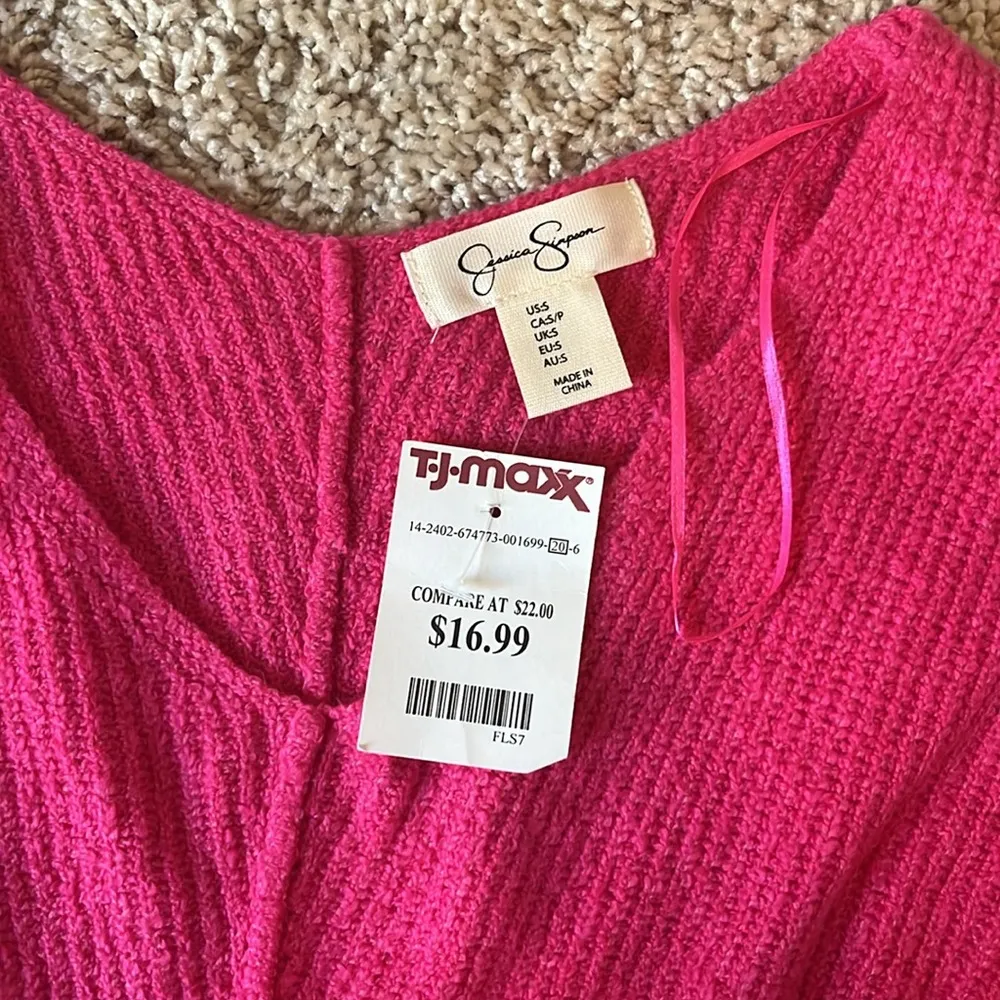 Jessica Simpson
US:S
CA:S/P
UK:S
EU:S
AU:S
MADE IN
CHINA
T·J·maxx®
14-2402-674773-001699-20-6
COMPARE AT $22.00
$16.99
FLS7